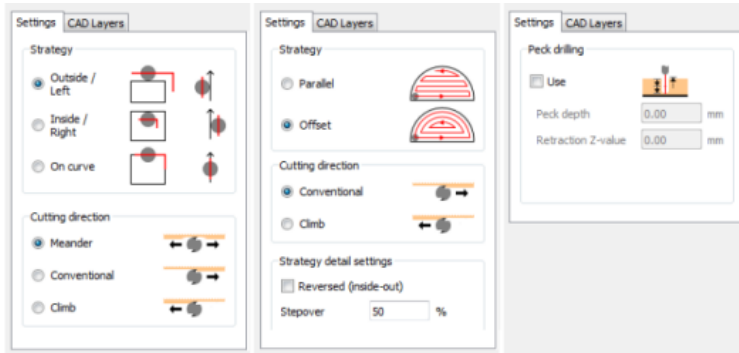 Settings CAD Layers
Strategy
Outside /
Left
Inside /
Right
On curve
Cutting direction
Meander
Conventional
Climb
Settings CAD Layers
Strategy
Parallel
Offset
Cutting direction
Conventional
Climb
Strategy detail settings
Reversed (inside-out)
Stepover 50 %
Settings CAD Layers
Peck drilling
Use
Peck depth 0.00 mm
Retraction Z-value 0.00 mm